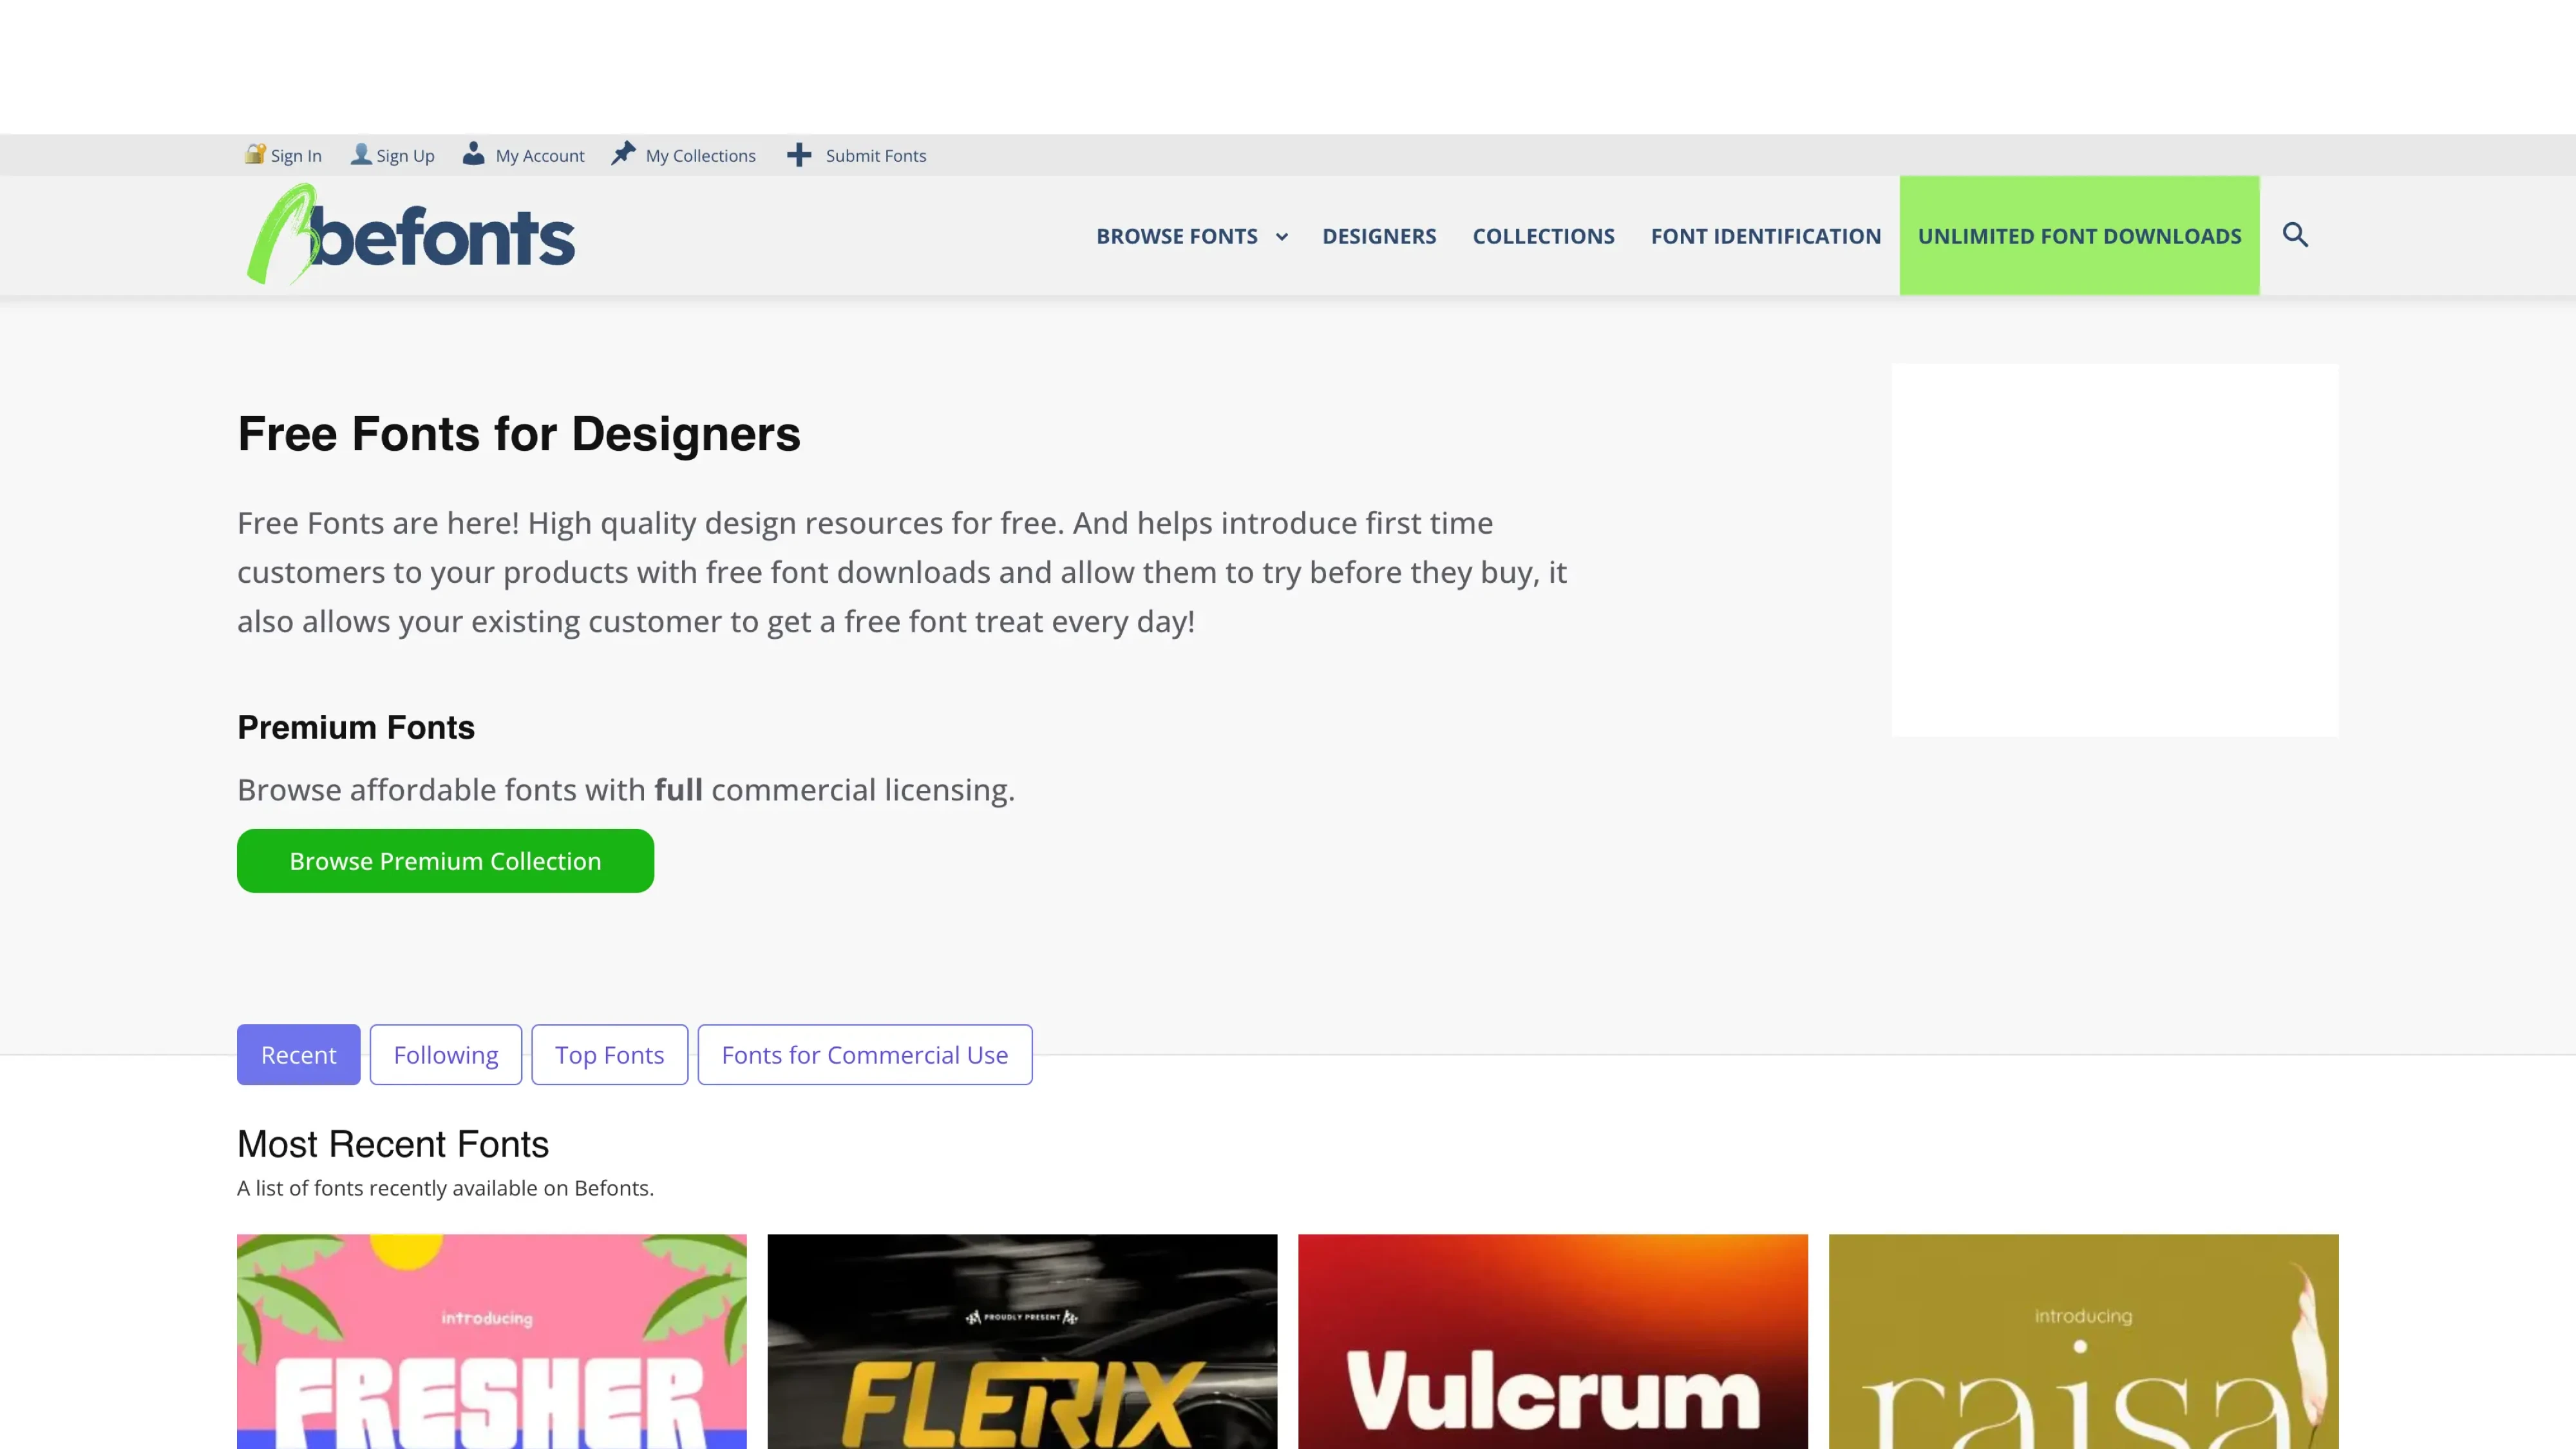 Sign In Sign Up My Account My Collections Submit Fonts
befonts
BROWSE FONTS DESIGNERS COLLECTIONS FONT IDENTIFICATION UNLIMITED FONT DOWNLOADS
Free Fonts for Designers
Free Fonts are here! High quality design resources for free. And helps introduce first time
customers to your products with free font downloads and allow them to try before they buy, it
also allows your existing customer to get a free font treat every day!
Premium Fonts
Browse affordable fonts with full commercial licensing.
Browse Premium Collection
Recent Following Top Fonts Fonts for Commercial Use
Most Recent Fonts
A list of fonts recently available on Befonts.
introducing
FRESHER
PROUDLY PRESENT
FLERIX
Vulcrum
introducing
raisa